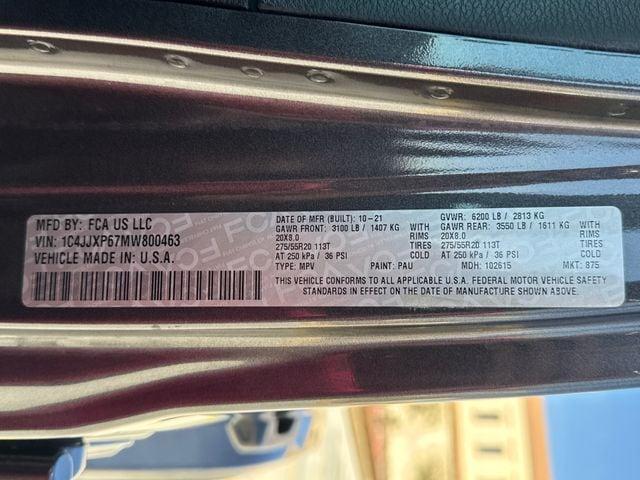 MFD BY: FCA US LLC
VIN: 1C4JJXP67MW800463
VEHICLE MADE IN: U.S.A.
DATE OF MFR (BUILT): 10-21 GVWR: 6200 LB / 2813 KG
GAWR FRONT: 3100 LB / 1407 KG WITH GAWR REAR: 3550 LB / 1611 KG WITH
20X8.0 RIMS 20X8.0 RIMS
275/55R20 113T 275/55R20 113T
AT 250 kPa / 36 PSI COLD AT 250 kPa / 36 PSI COLD
TYPE: MPV PAINT: PAU MDH: 102615 MKT: 875
THIS VEHICLE CONFORMS TO ALL APPLICABLE U.S.A. FEDERAL MOTOR VEHICLE SAFETY
STANDARDS IN EFFECT ON THE DATE OF MANUFACTURE SHOWN ABOVE.